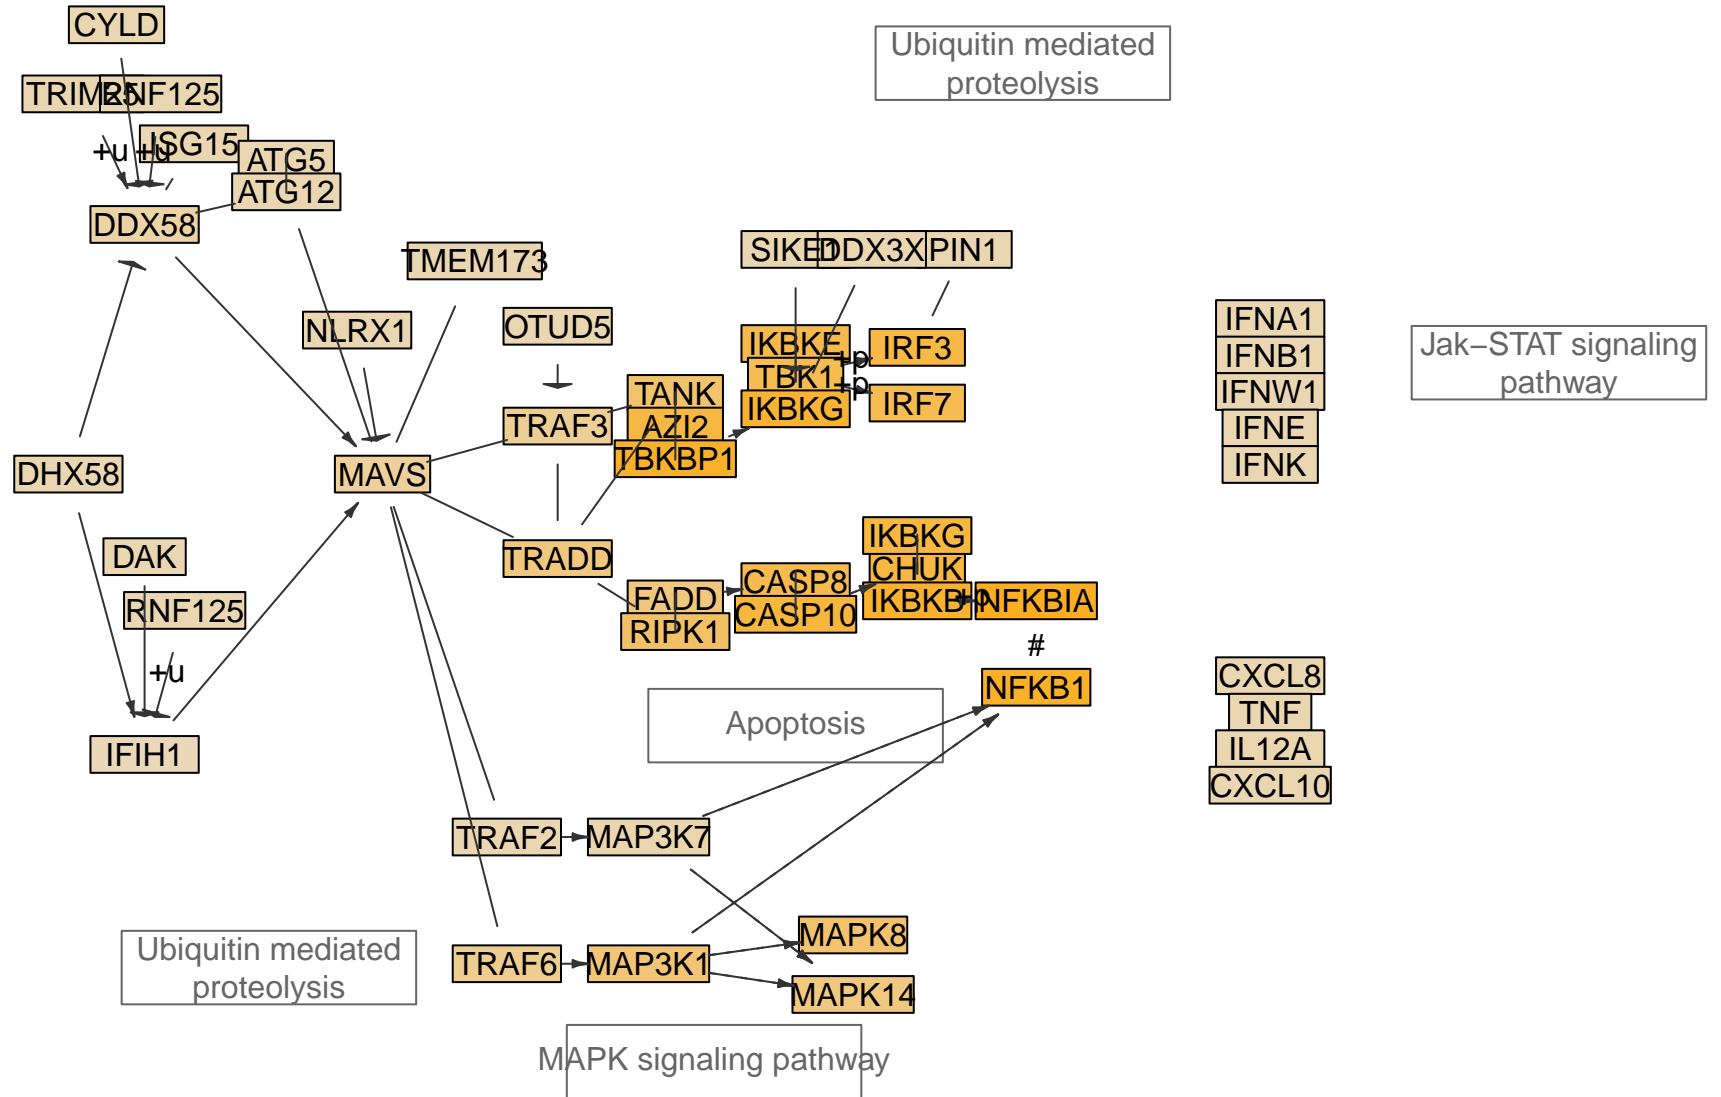 CYLD
Ubiquitin mediated
proteolysis
TRIM25
RNF125
ISG15
+u
+u
ATG5
ATG12
DDX58
TMEM173
SIKE1
DDX3X
PIN1
NLRX1
OTUD5
IKBKE
TBK1
IKBKG
+p
+p
IRF3
IRF7
IFNA1
IFNB1
IFNW1
IFNE
IFNK
Jak−STAT signaling
pathway
TANK
AZI2
TBKBP1
TRAF3
DHX58
MAVS
DAK
RNF125
+u
IFIH1
TRADD
FADD
RIPK1
CASP8
CASP10
IKBKG
CHUK
IKBKB
+p
NFKBIA
#
NFKB1
CXCL8
TNF
IL12A
CXCL10
Apoptosis
TRAF2
MAP3K7
TRAF6
MAP3K1
MAPK8
MAPK14
Ubiquitin mediated
proteolysis
MAPK signaling pathway